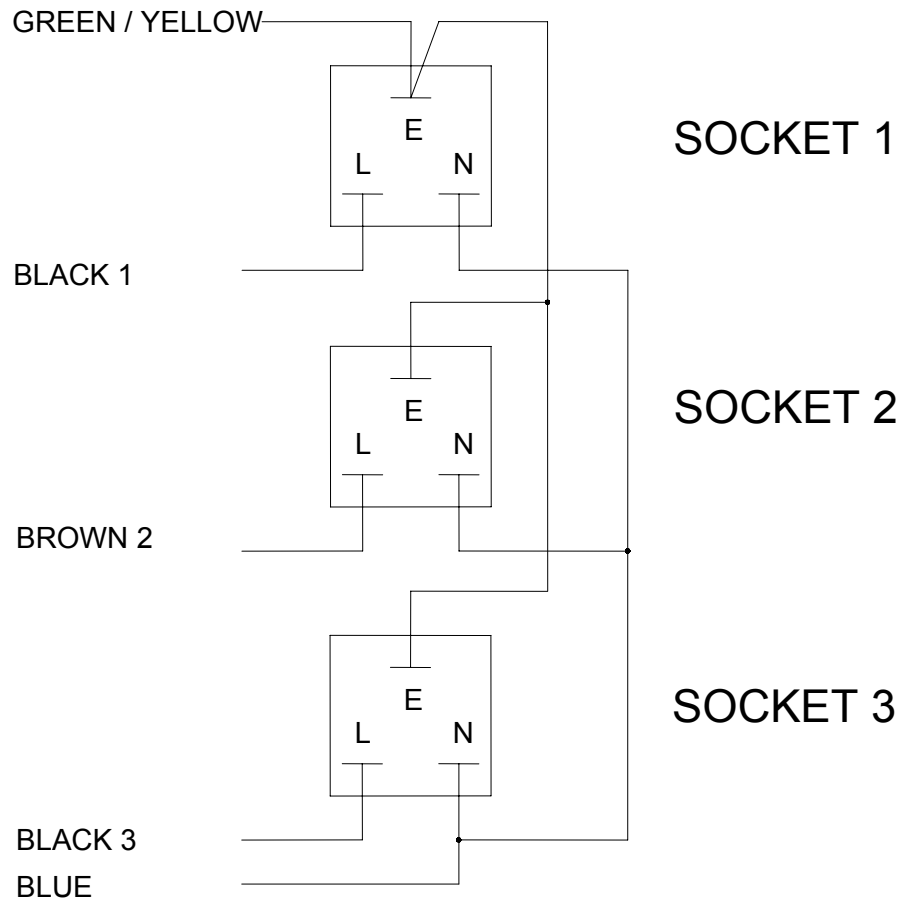 GREEN / YELLOW
E
L N
SOCKET 1
BLACK 1
E
L N
SOCKET 2
BROWN 2
E
L N
SOCKET 3
BLACK 3
BLUE